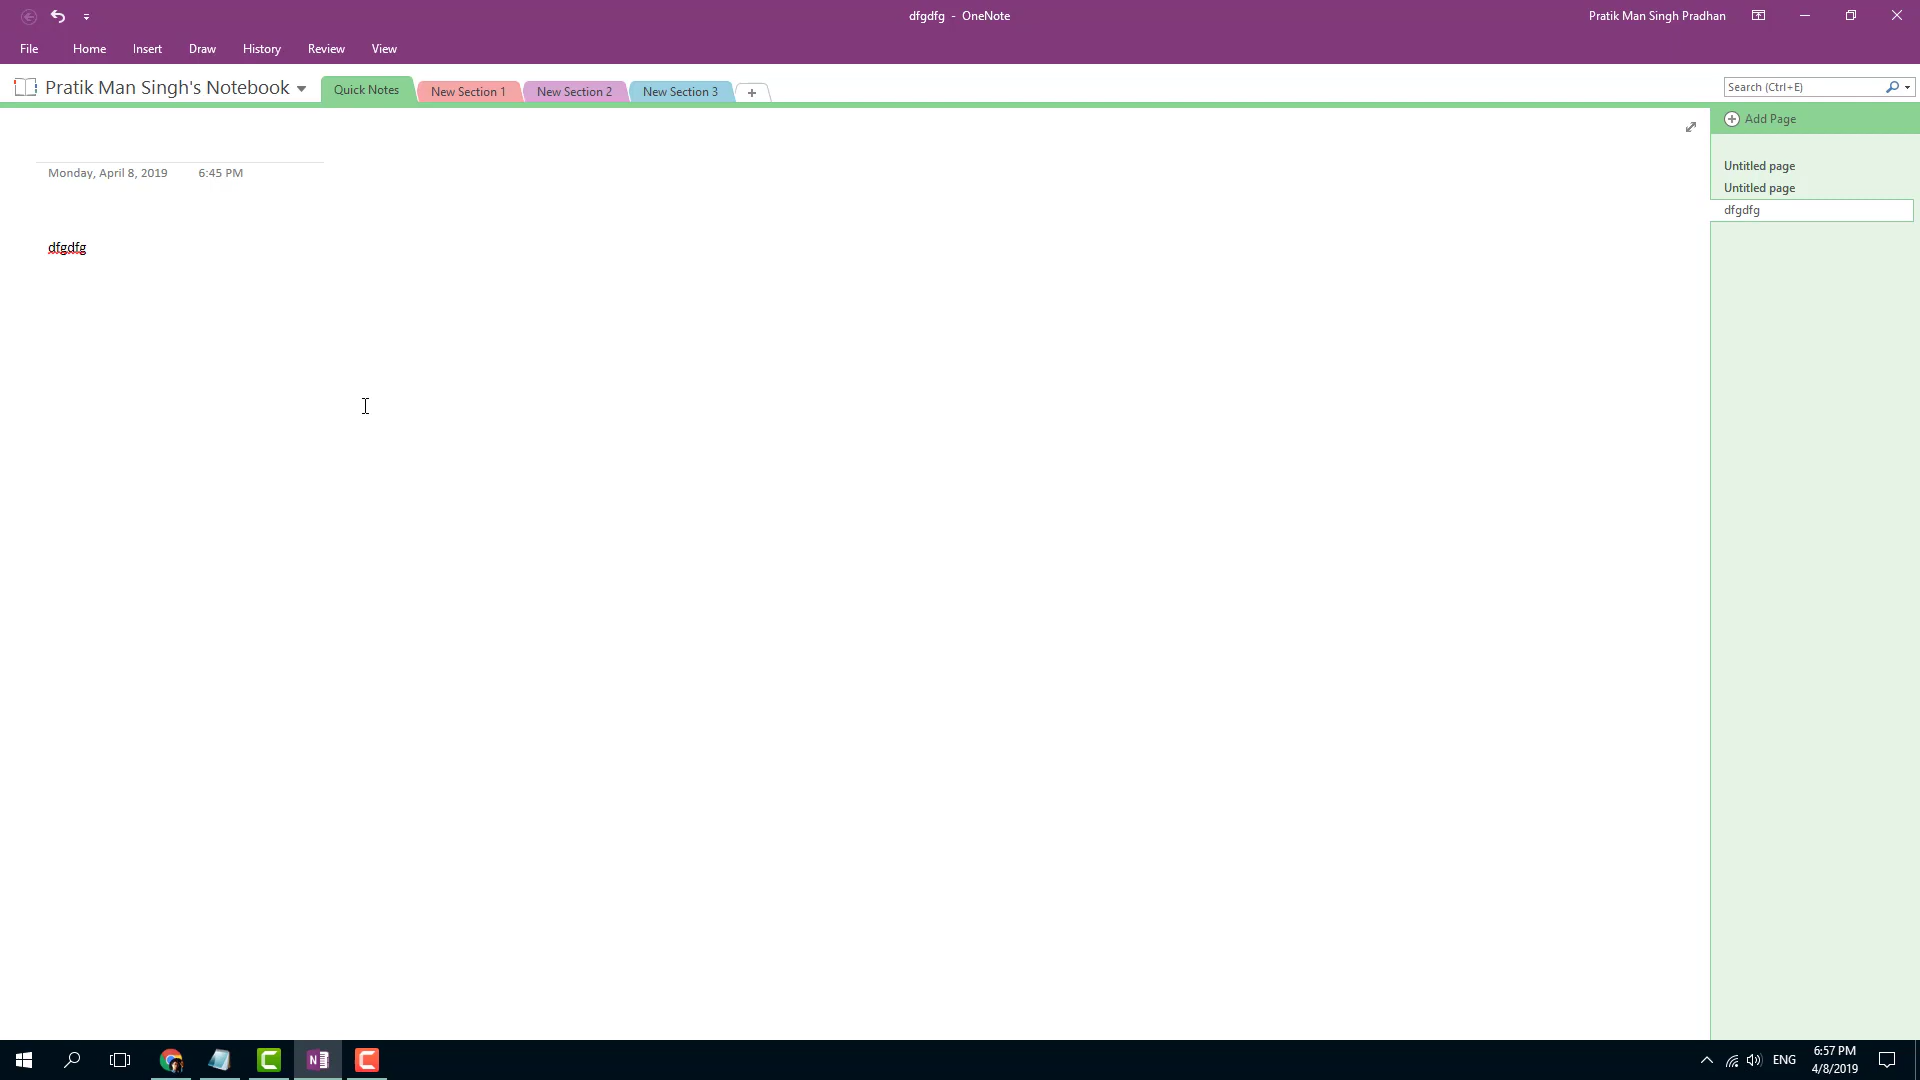 dfgdfg - OneNote
Pratik Man Singh Pradhan
File Home Insert Draw History Review View
Pratik Man Singh's Notebook
Quick Notes
New Section 1
New Section 2
New Section 3
Search (Ctrl+E)
Add Page
Monday, April 8, 2019 6:45 PM
dfgdfg
Untitled page
Untitled page
dfgdfg
N
ENG
6:57 PM
4/8/2019